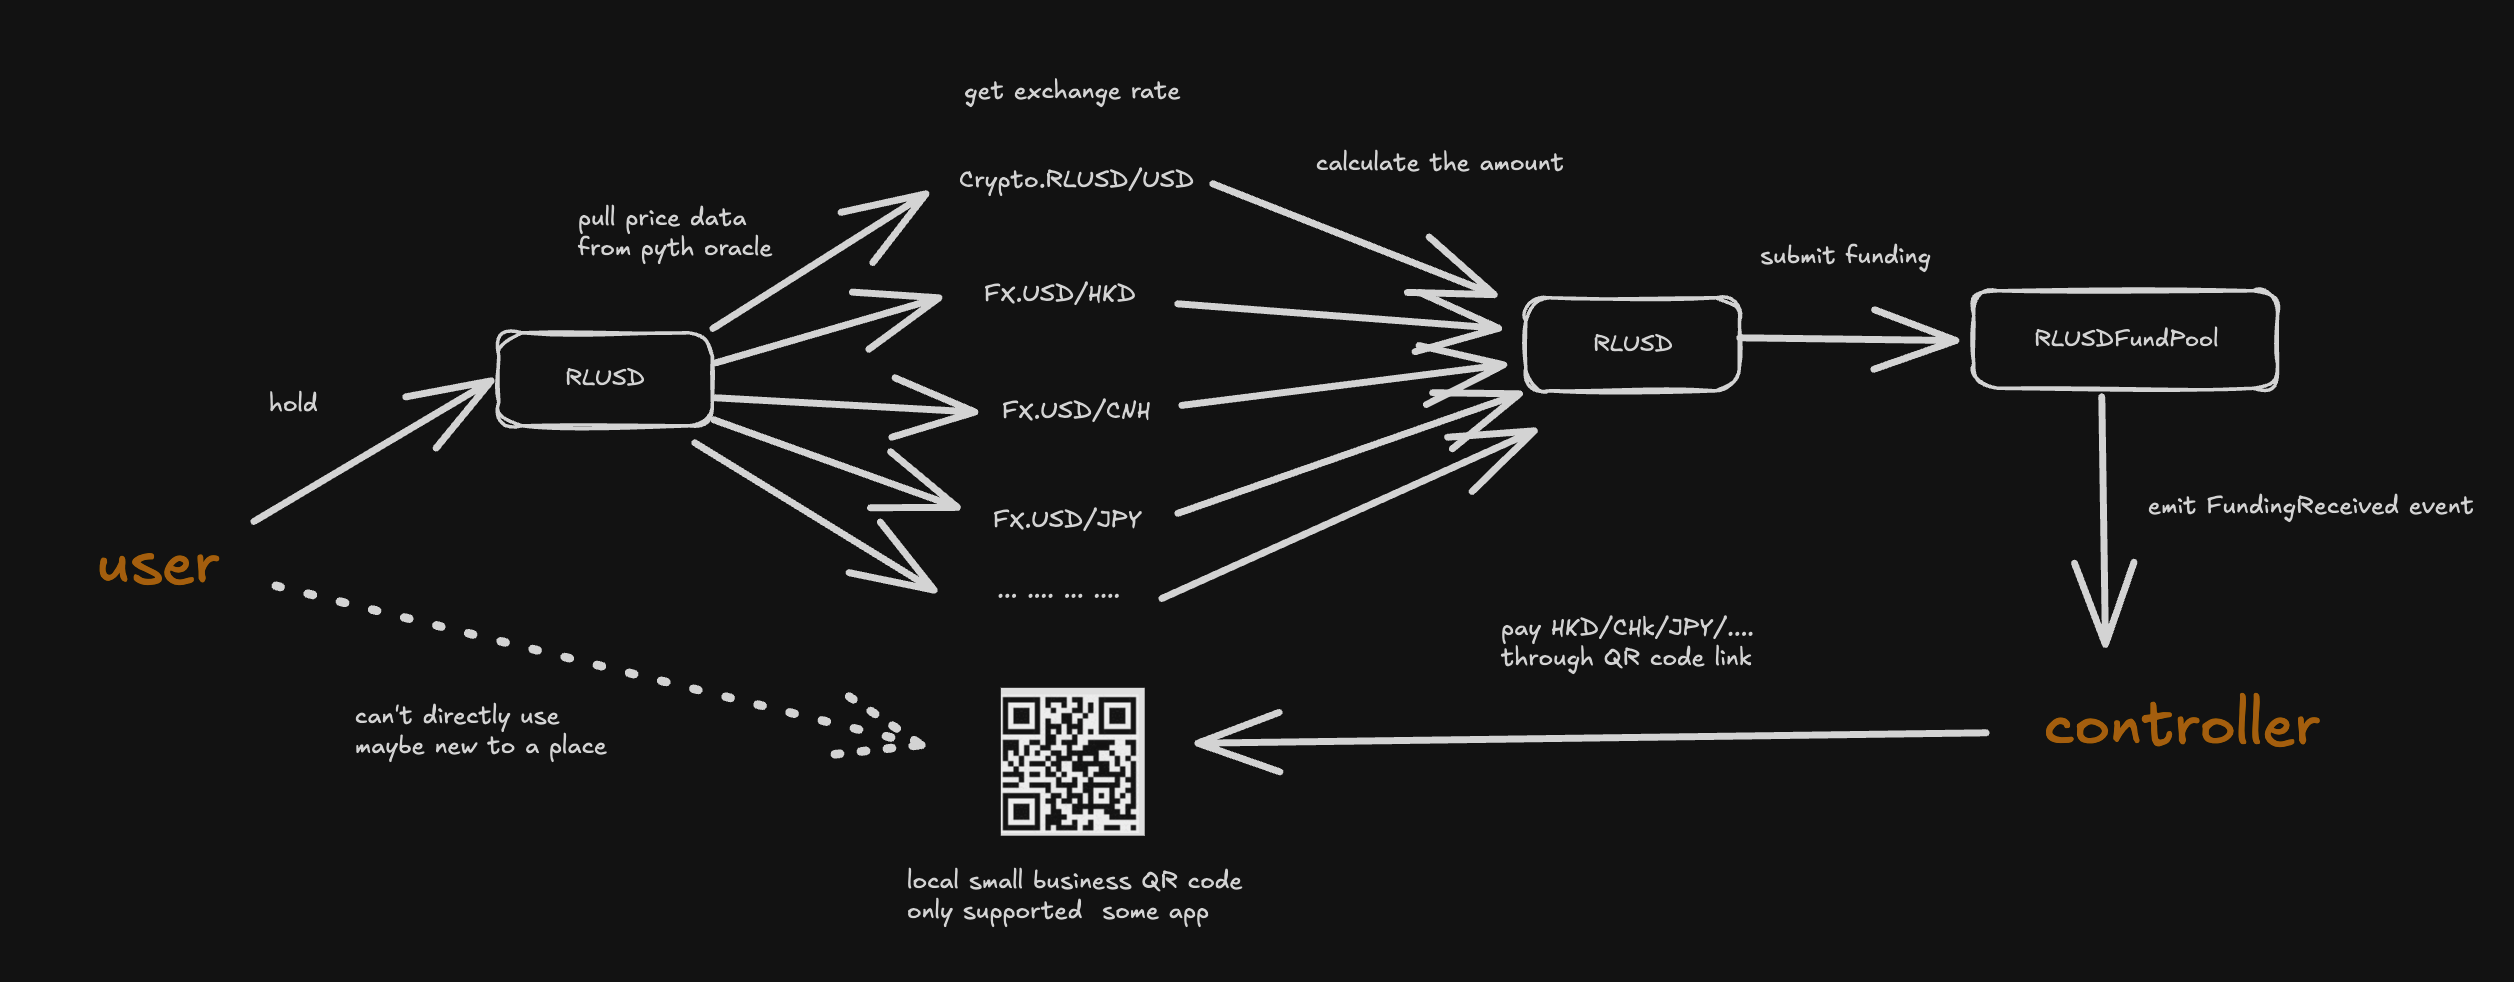 get exchange rate
calculate the amount
Crypto.RLUSD/USD
pull price data
from pyth oracle
submit funding
FX.USD/HKD
RLUSD
RLUSDFundPool
RLUSD
hold
FX.USD/CNH
FX.USD/JPY
emit FundingReceived event
user
... .... ... ....
pay HKD/CHk/JPY/....
through QR code link
can't directly use
maybe new to a place
controller
local small business QR code
only supported  some app